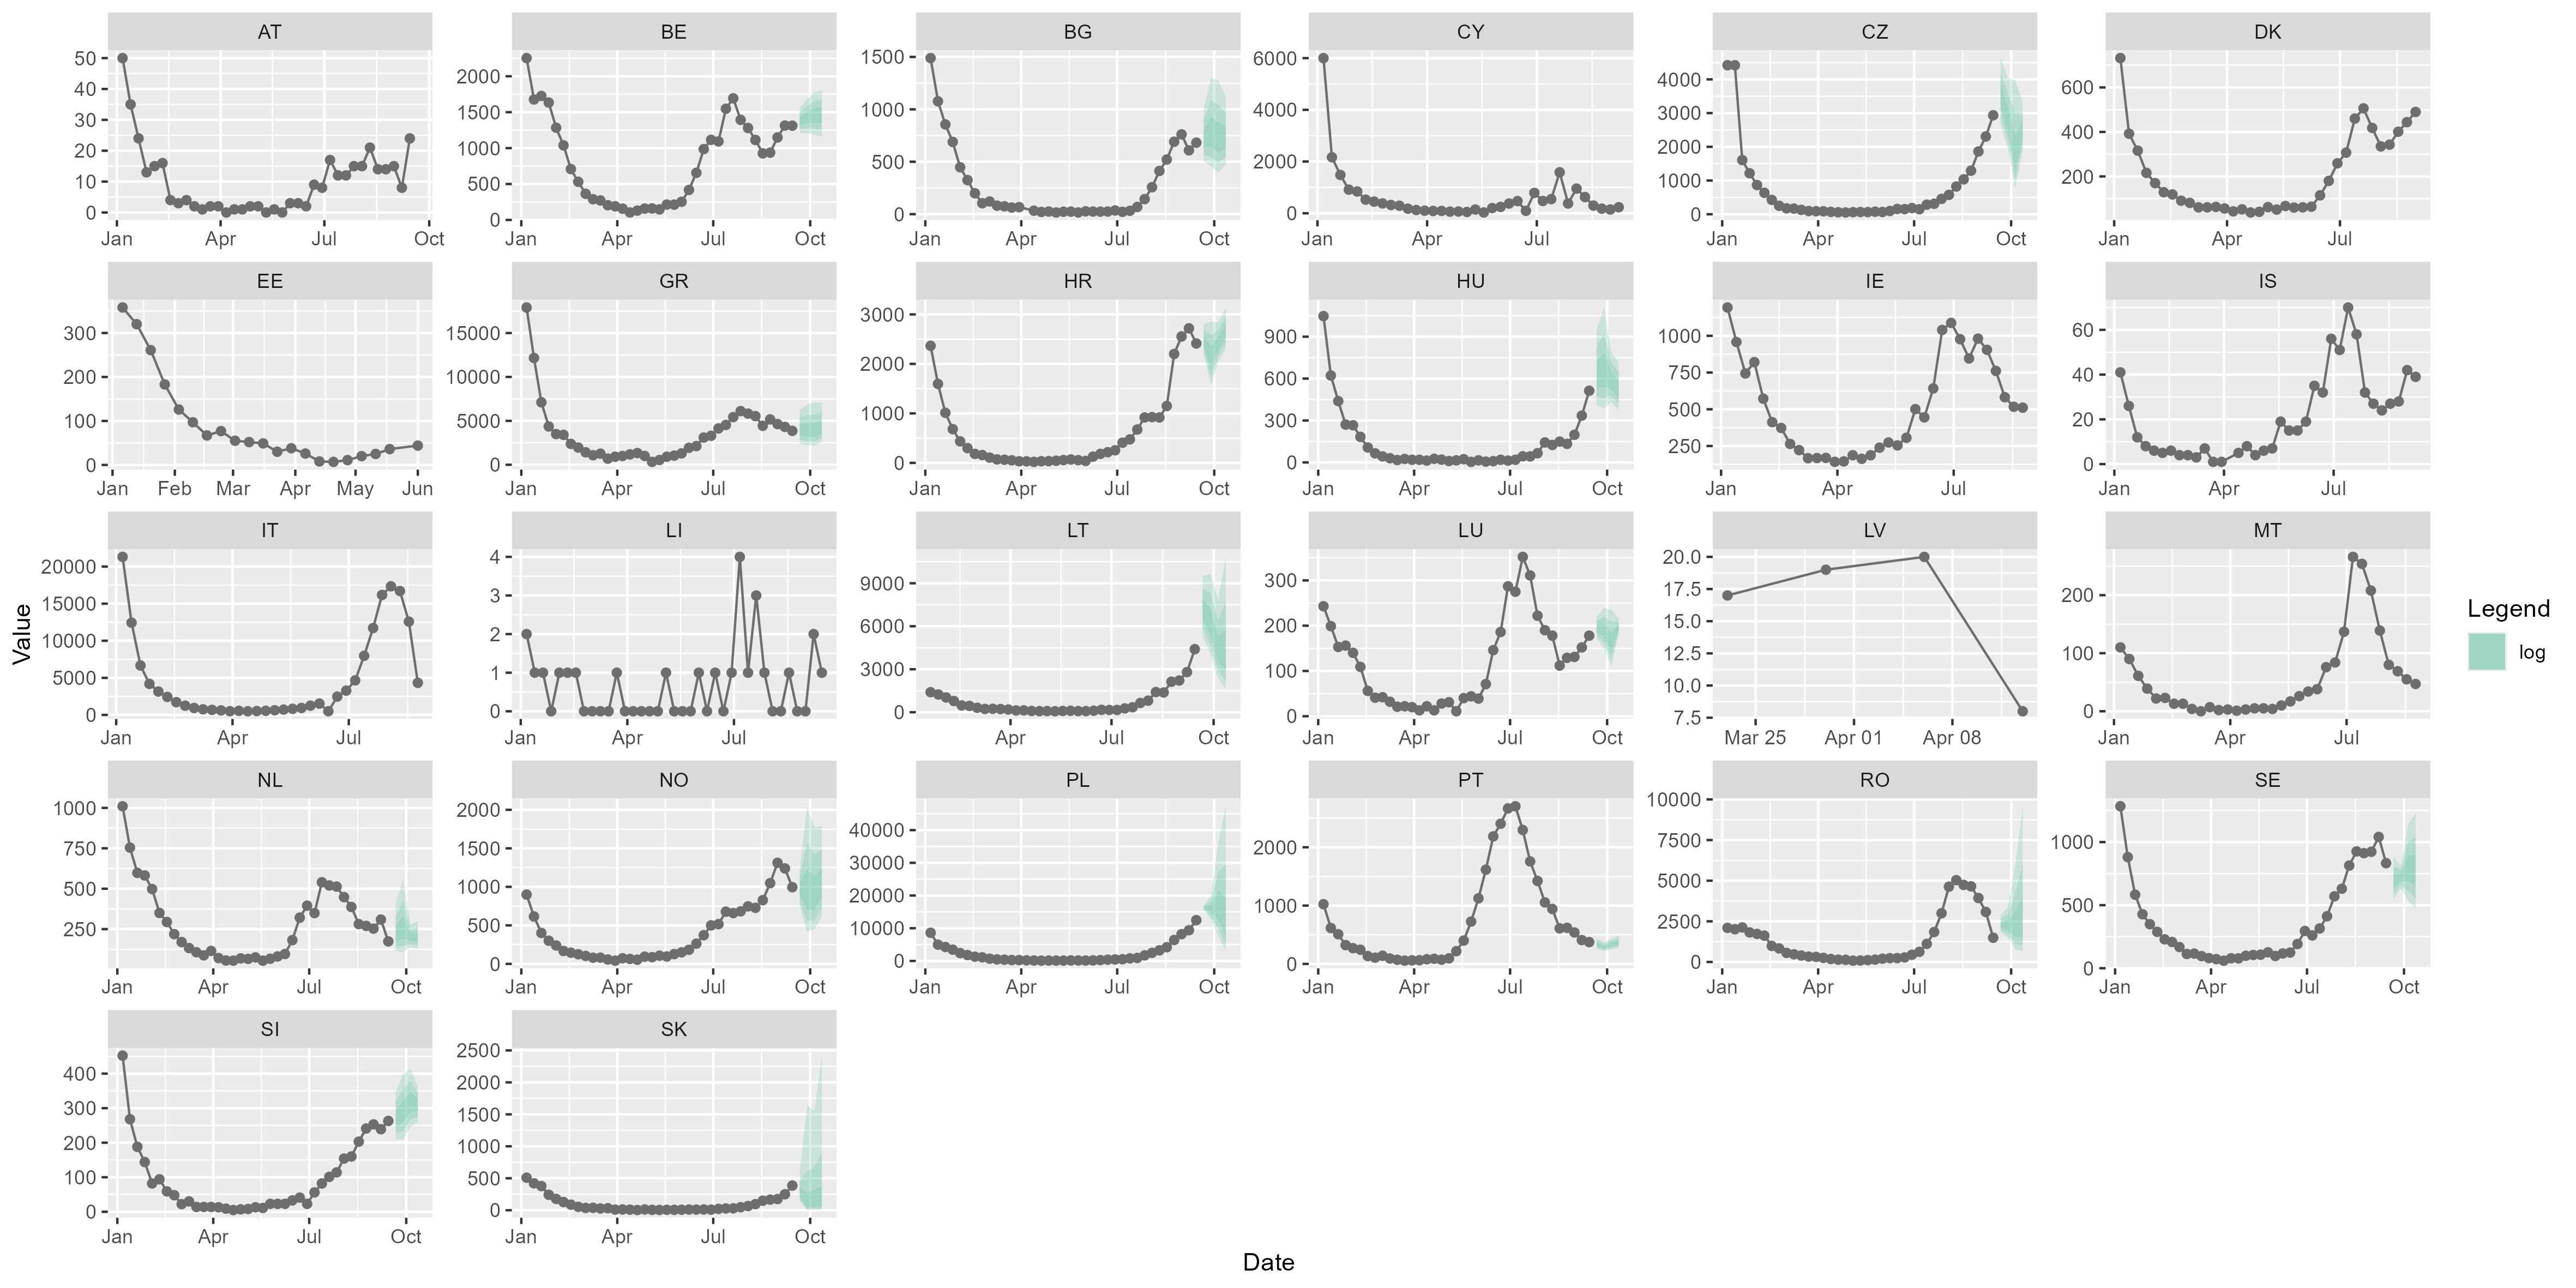 AT BE BG CY CZ DK
50 40 30 20 10 0
Jan Apr Jul Oct
2000 1500 1000 500 0
Jan Apr Jul Oct
1500 1000 500 0
Jan Apr Jul Oct
6000 4000 2000 0
Jan Apr Jul
4000 3000 2000 1000 0
Jan Apr Jul Oct
600 400 200
Jan Apr Jul
EE GR HR HU IE IS
300 200 100 0
Jan Feb Mar Apr May Jun
15000 10000 5000 0
Jan Apr Jul Oct
3000 2000 1000 0
Jan Apr Jul Oct
900 600 300 0
Jan Apr Jul Oct
1000 750 500 250
Jan Apr Jul
60 40 20 0
Jan Apr Jul
IT LI LT LU LV MT
20000 15000 10000 5000 0
Jan Apr Jul
4 3 2 1 0
Jan Apr Jul
9000 6000 3000 0
Apr Jul Oct
300 200 100 0
Jan Apr Jul Oct
20.0 17.5 15.0 12.5 10.0 7.5
Mar 25 Apr 01 Apr 08
200 100 0
Jan Apr Jul
NL NO PL PT RO SE
1000 750 500 250
Jan Apr Jul Oct
2000 1500 1000 500 0
Jan Apr Jul Oct
40000 30000 20000 10000 0
Jan Apr Jul Oct
2000 1000 0
Jan Apr Jul Oct
10000 7500 5000 2500 0
Jan Apr Jul Oct
1000 500 0
Jan Apr Jul Oct
SI SK
400 300 200 100 0
Jan Apr Jul Oct
2500 2000 1500 1000 500 0
Jan Apr Jul Oct
Value
Date
Legend
log